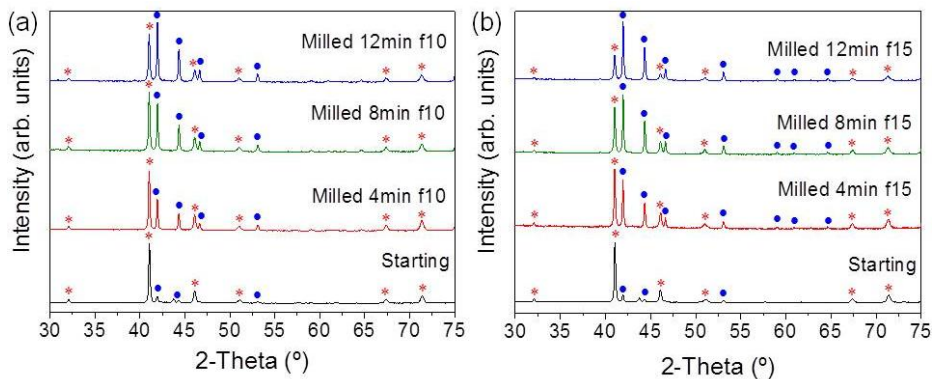 (a)
Milled 12min f10
Milled 8min f10
Milled 4min f10
Starting
Intensity (arb. units)
30 35 40 45 50 55 60 65 70 75
2-Theta (º)
(b)
Milled 12min f15
Milled 8min f15
Milled 4min f15
Starting
Intensity (arb. units)
30 35 40 45 50 55 60 65 70 75
2-Theta (º)